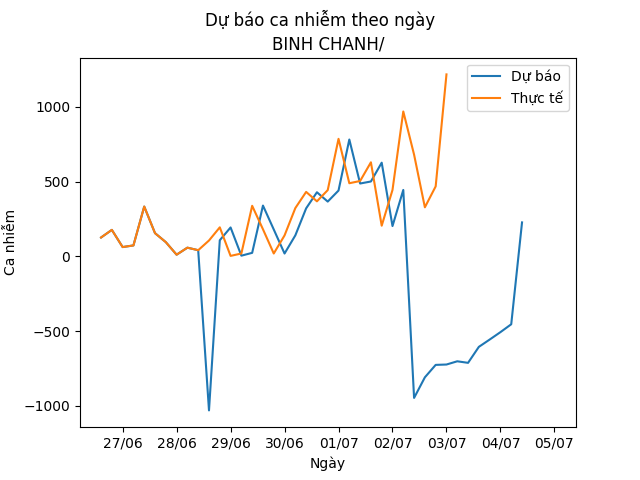 Dự báo ca nhiễm theo ngày
BINH CHANH/
Dự báo
Thực tế
Ca nhiễm
1000
500
0
−500
−1000
27/06 28/06 29/06 30/06 01/07 02/07 03/07 04/07 05/07
Ngày